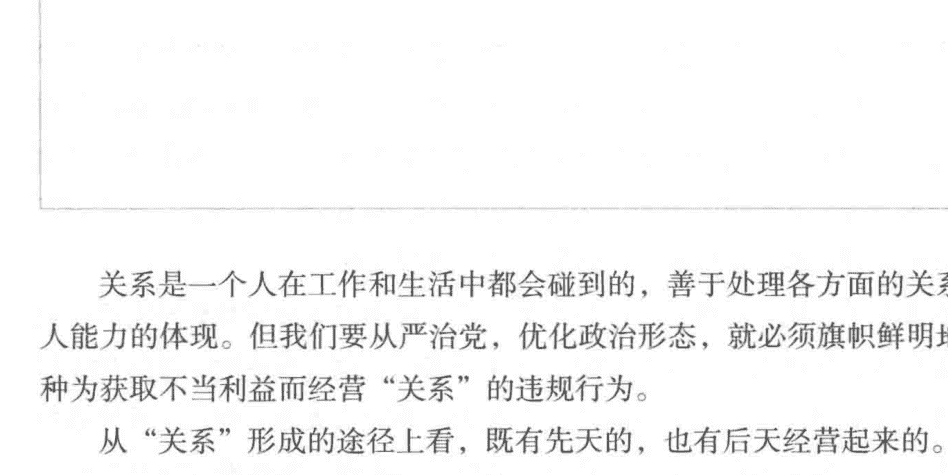 关系是一个人在工作和生活中都会碰到的，善于处理各方面的关系
人能力的体现。但我们要从严治党，优化政治形态，就必须旗帜鲜明地
种为获取不当利益而经营“关系”的违规行为。
从“关系”形成的途径上看，既有先天的，也有后天经营起来的。